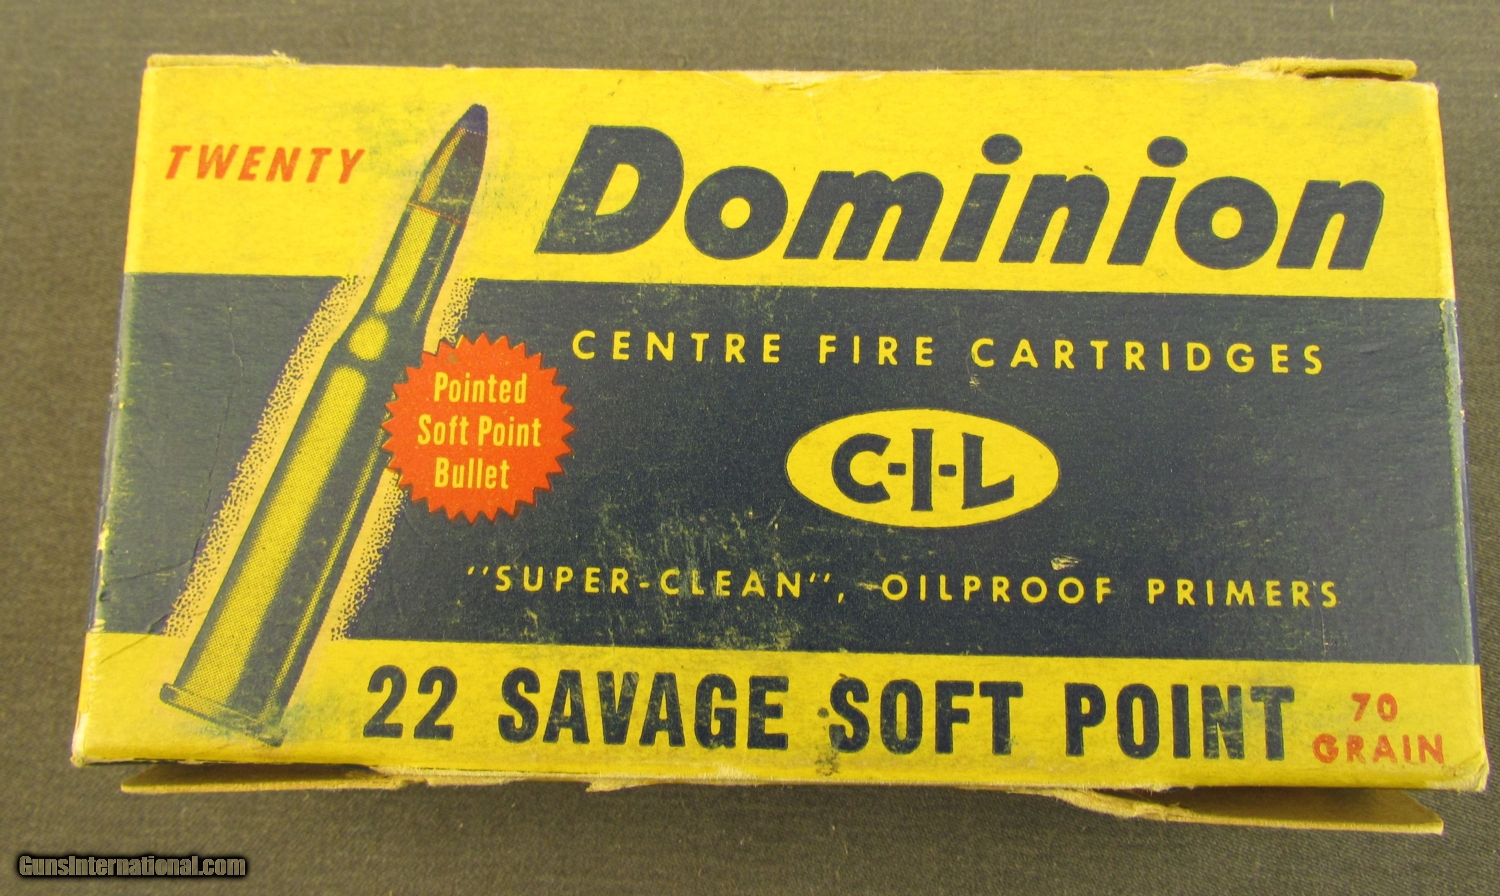 TWENTY
Dominion
CENTRE FIRE CARTRIDGES
Pointed
Soft Point
Bullet
C-I-L
"SUPER-CLEAN", OILPROOF PRIMERS
22 SAVAGE SOFT POINT
70
GRAIN
GunsInternational.com